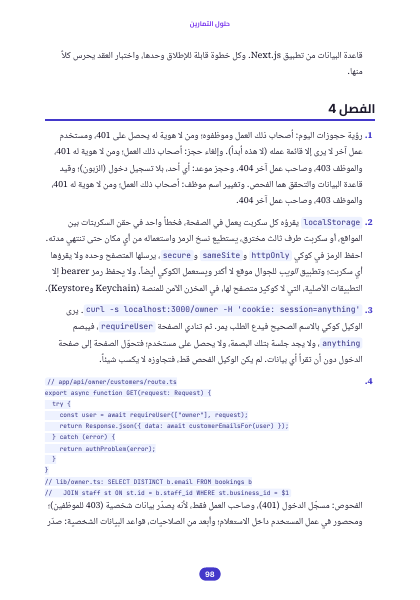 حلول التمارين
قاعدة البيانات من تطبيق Next.js. وكل خطوة قابلة للإطلاق وحدها، واختبار العقد يحرس كلاً
منها.
الفصل 4
1. رؤية حجوزات اليوم: أصحاب ذلك العمل وموظفوه؛ ومن لا هوية له يحصل على 401، ومستخدم
عمل آخر لا يرى إلا قائمة عمله (لا هذه أبداً). وإلغاء حجز: أصحاب ذلك العمل؛ ومن لا هوية له 401،
والموظف 403، وصاحب عمل آخر 404. وحجز موعد: أي أحد، بلا تسجيل دخول (الزبون)؛ وقيد
قاعدة البيانات والتحقق هما الفحص. وتغيير اسم موظف: أصحاب ذلك العمل؛ ومن لا هوية له 401،
والموظف 403، وصاحب عمل آخر 404.
2. localStorage يقرؤه كل سكربت يعمل في الصفحة، فخطأ واحد في حقن السكربتات بين
المواقع، أو سكربت طرف ثالث مخترق، يستطيع نسخ الرمز واستعماله من أي مكان حتى تنتهي مدته.
احفظ الرمز في كوكي httpOnly و sameSite و secure، يرسلها المتصفح وحده ولا يقرؤها
أي سكربت؛ وتطبيق الويب للجوال موقع لا أكثر ويستعمل الكوكي أيضاً. ولا يحفظ رمز bearer إلا
التطبيقات الأصلية، التي لا كوكيز متصفح لها، في المخزن الآمن للمنصة (Keychain وKeystore).
3. curl -s localhost:3000/owner -H 'cookie: session=anything' . يرى
الوكيل كوكي بالاسم الصحيح فيدع الطلب يمر. ثم تنادي الصفحة requireUser ، فيبصم
anything ، ولا يجد جلسة بتلك البصمة، ولا يحصل على مستخدم؛ فتحوّل الصفحة إلى صفحة
الدخول دون أن تقرأ أي بيانات. لم يكن الوكيل الفحص قط، فتجاوزه لا يكسب شيئاً.
4. // app/api/owner/customers/route.ts
export async function GET(request: Request) {
try {
const user = await requireUser(["owner"], request);
return Response.json({ data: await customerEmailsFor(user) });
} catch (error) {
return authProblem(error);
}
}
// lib/owner.ts: SELECT DISTINCT b.email FROM bookings b
// JOIN staff st ON st.id = b.staff_id WHERE st.business_id = $1
الفحوص: مسجّل الدخول (401)، وصاحب العمل فقط، لأنه يصدّر بيانات شخصية (403 للموظفين)؛
ومحصور في عمل المستخدم داخل الاستعلام؛ وأبعد من الصلاحيات، قواعد البيانات الشخصية: صدّر
98